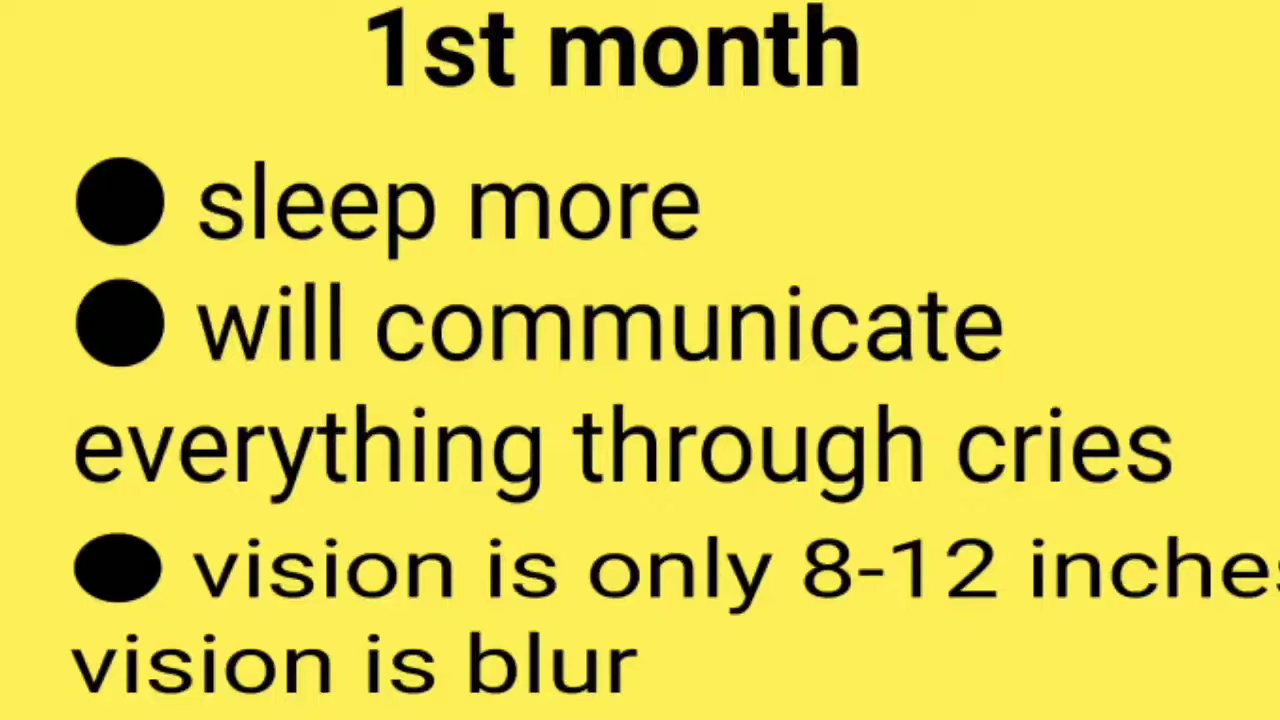 1st month
● sleep more
● will communicate
everything through cries
● vision is only 8-12 inches
vision is blur